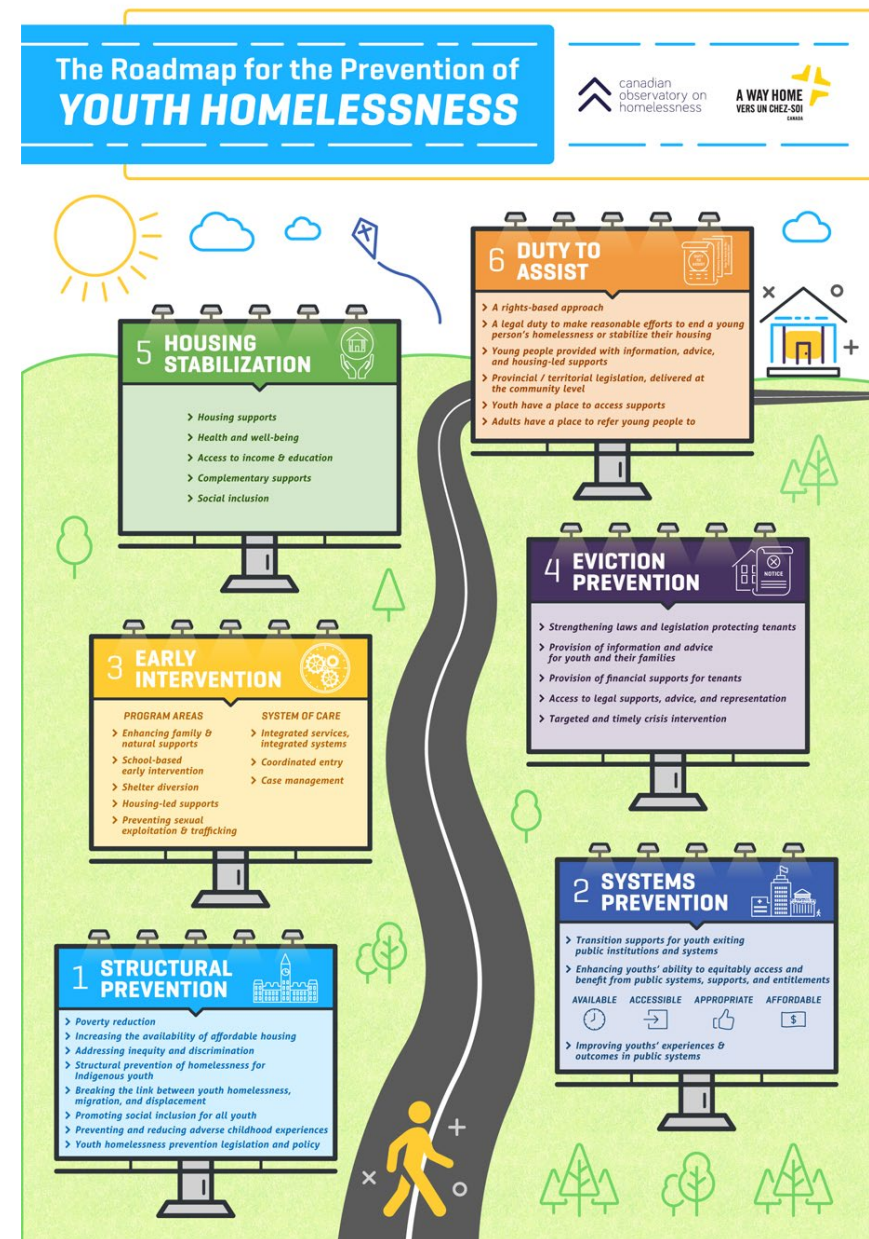 The Roadmap for the Prevention of
YOUTH HOMELESSNESS
canadian
observatory on
homelessness
A WAY HOME
VERS UN CHEZ-SOI
CANADA
1 STRUCTURAL
PREVENTION
> Poverty reduction
> Increasing the availability of affordable housing
> Addressing inequity and discrimination
> Structural prevention of homelessness for
Indigenous youth
> Breaking the link between youth homelessness,
migration, and displacement
> Promoting social inclusion for all youth
> Preventing and reducing adverse childhood experiences
> Youth homelessness prevention legislation and policy
2 SYSTEMS
PREVENTION
> Transition supports for youth exiting
public institutions and systems
> Enhancing youths' ability to equitably access and
benefit from public systems, supports, and entitlements
AVAILABLE ACCESSIBLE APPROPRIATE AFFORDABLE
$
> Improving youths' experiences &
outcomes in public systems
3 EARLY
INTERVENTION
PROGRAM AREAS
> Enhancing family &
natural supports
> School-based
early intervention
> Shelter diversion
> Housing-led supports
> Preventing sexual
exploitation & trafficking
SYSTEM OF CARE
> Integrated services,
integrated systems
> Coordinated entry
> Case management
4 EVICTION
PREVENTION
NOTICE
> Strengthening laws and legislation protecting tenants
> Provision of information and advice
for youth and their families
> Provision of financial supports for tenants
> Access to legal supports, advice, and representation
> Targeted and timely crisis intervention
5 HOUSING
STABILIZATION
> Housing supports
> Health and well-being
> Access to income & education
> Complementary supports
> Social inclusion
6 DUTY TO
ASSIST
DUTY
TO
ASSIST
> A rights-based approach
> A legal duty to make reasonable efforts to end a young
person's homelessness or stabilize their housing
> Young people provided with information, advice,
and housing-led supports
> Provincial / territorial legislation, delivered at
the community level
> Youth have a place to access supports
> Adults have a place to refer young people to